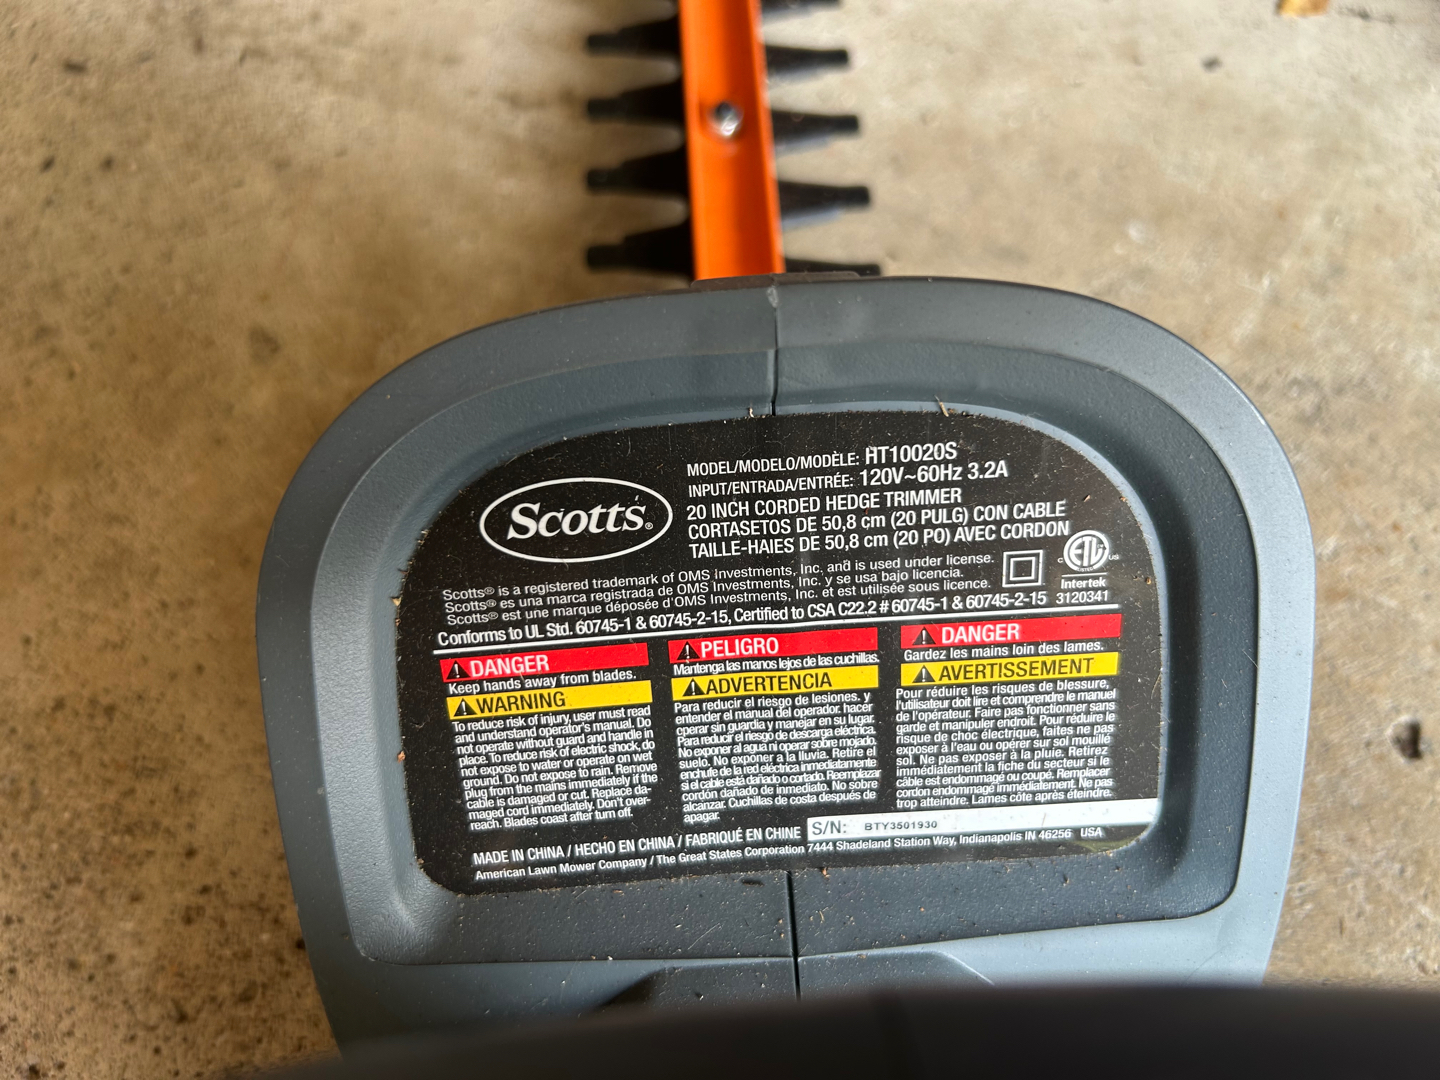 Scotts®
MODEL/MODELO/MODÈLE: HT10020S
INPUT/ENTRADA/ENTRÉE: 120V~60Hz 3.2A
20 INCH CORDED HEDGE TRIMMER
CORTASETOS DE 50,8 cm (20 PULG) CON CABLE
TAILLE-HAIES DE 50,8 cm (20 PO) AVEC CORDON
Scotts® is a registered trademark of OMS Investments, Inc. and is used under license.
Scotts® es una marca registrada de OMS Investments, Inc. y se usa bajo licencia.
Scotts® est une marque déposée d'OMS Investments, Inc. et est utilisée sous licence.
C ETL US
LISTED
Intertek
3120341
Conforms to UL Std. 60745-1 & 60745-2-15, Certified to CSA C22.2 # 60745-1 & 60745-2-15
DANGER
Keep hands away from blades.
WARNING
To reduce risk of injury, user must read
and understand operator's manual. Do
not operate without guard and handle in
place. To reduce risk of electric shock, do
not expose to water or operate on wet
ground. Do not expose to rain. Remove
plug from the mains immediately if the
cable is damaged or cut. Replace da-
maged cord immediately. Don't over-
reach. Blades coast after turn off.
PELIGRO
Mantenga las manos lejos de las cuchillas.
ADVERTENCIA
Para reducir el riesgo de lesiones. y
entender el manual del operador. hacer
operar sin guardia y manejar en su lugar.
Para reducir el riesgo de descarga eléctrica.
No exponer al agua ni operar sobre mojado.
suelo. No exponer a la lluvia. Retire el
enchufe de la red eléctrica inmediatamente
si el cable está dañado o cortado. Reemplazar
cordón dañado de inmediato. No sobre
alcanzar. Cuchillas de costa después de
apagar.
DANGER
Gardez les mains loin des lames.
AVERTISSEMENT
Pour réduire les risques de blessure,
l'utilisateur doit lire et comprendre le manuel
de l'opérateur. Faire pas fonctionner sans
garde et manipuler endroit. Pour réduire le
risque de choc électrique, faites ne pas
exposer à l'eau ou opérer sur sol mouillé
sol. Ne pas exposer à la pluie. Retirez
immédiatement la fiche du secteur si le
câble est endommagé ou coupé. Remplacer
cordon endommagé immédiatement. Ne pas
trop atteindre. Lames côte après éteindre.
MADE IN CHINA / HECHO EN CHINA / FABRIQUÉ EN CHINE
S/N: BTY3501930
American Lawn Mower Company / The Great States Corporation 7444 Shadeland Station Way, Indianapolis IN 46256 USA